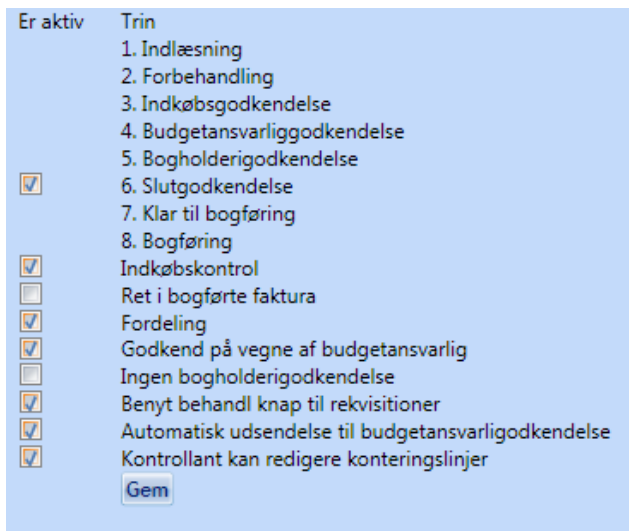 Er aktiv Trin
1. Indlæsning
2. Forbehandling
3. Indkøbsgodkendelse
4. Budgetansvarliggodkendelse
5. Bogholderigodkendelse
6. Slutgodkendelse
7. Klar til bogføring
8. Bogføring
Indkøbskontrol
Ret i bogførte faktura
Fordeling
Godkend på vegne af budgetansvarlig
Ingen bogholderigodkendelse
Benyt behandl knap til rekvisitioner
Automatisk udsendelse til budgetansvarligodkendelse
Kontrollant kan redigere konteringslinjer
Gem